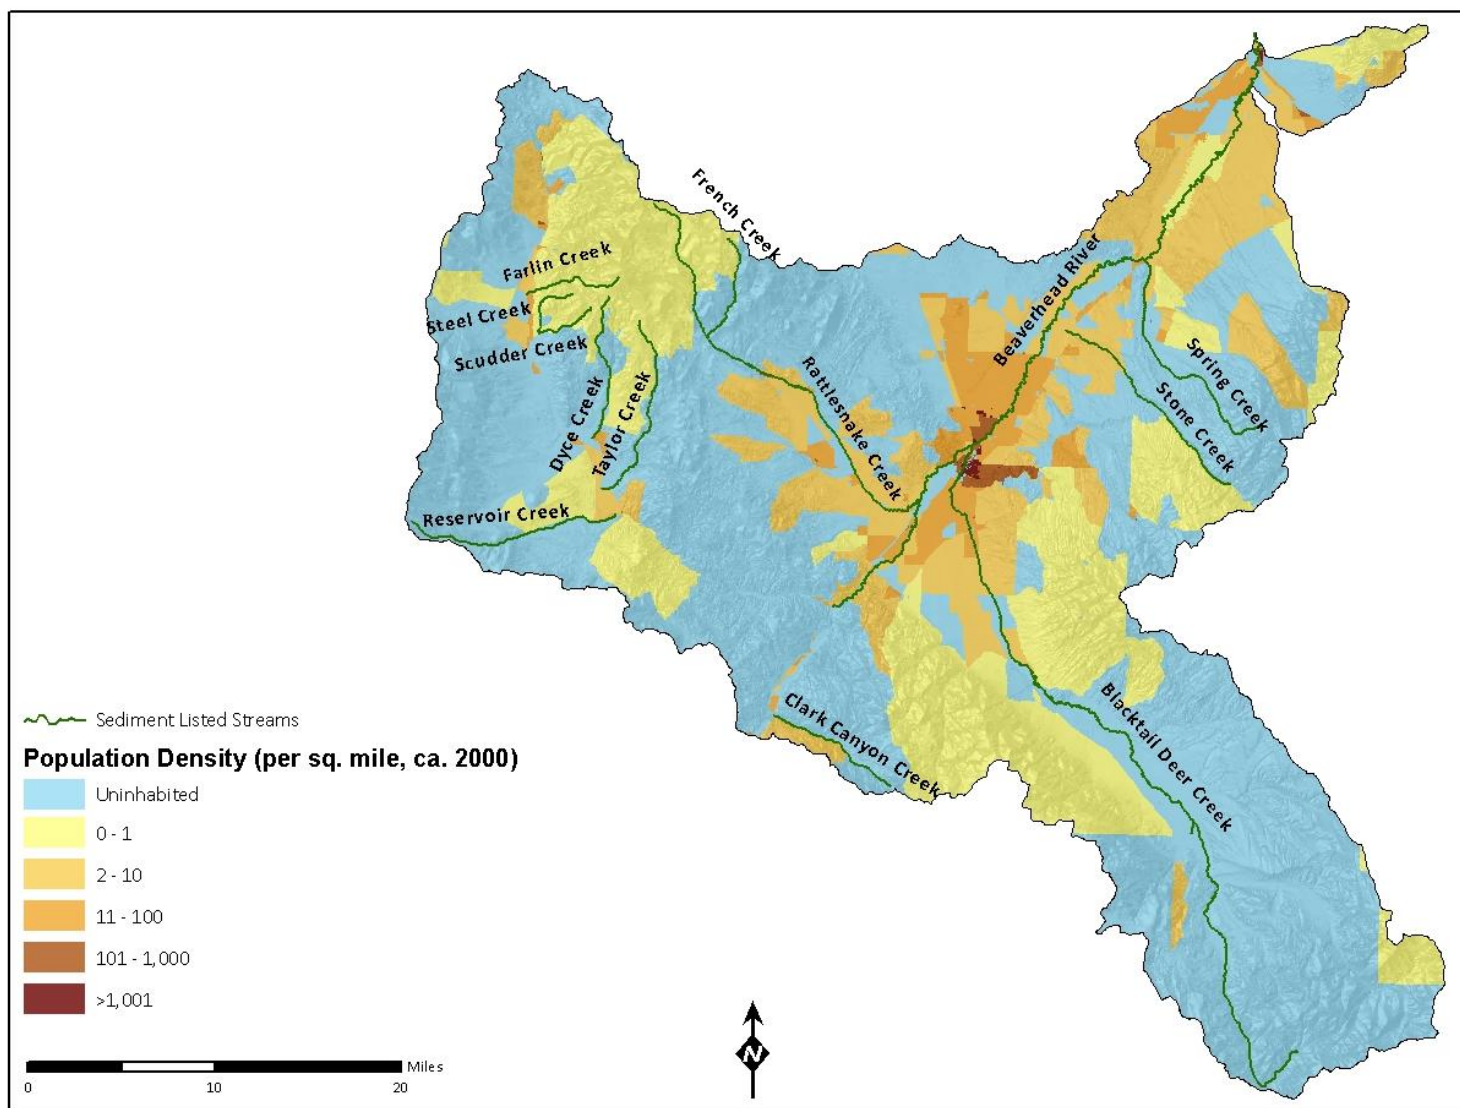 French Creek
Farlin Creek
Steel Creek
Scudder Creek
Dyce Creek
Taylor Creek
Reservoir Creek
Rattlesnake Creek
Beaverhead River
Spring Creek
Stone Creek
Clark Canyon Creek
Blacktail Deer Creek
Sediment Listed Streams
Population Density (per sq. mile, ca. 2000)
Uninhabited
0 - 1
2 - 10
11 - 100
101 - 1,000
>1,001
Miles
0 10 20
N